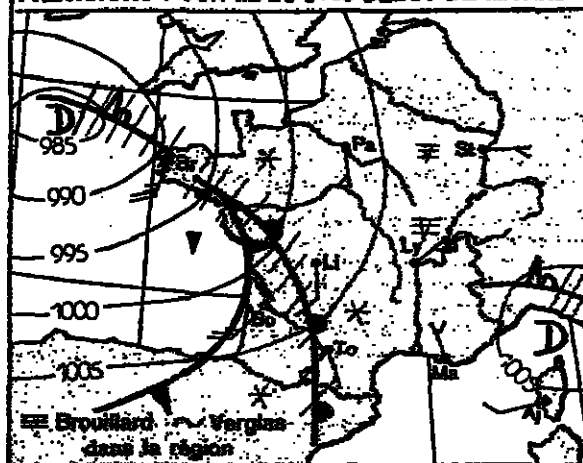 D
985
990
995
1000
1005
Br
Pa
St
Li
Ly
Bo
To
Ma
D
1005
Aj
Brouillard Verglas
dans la région